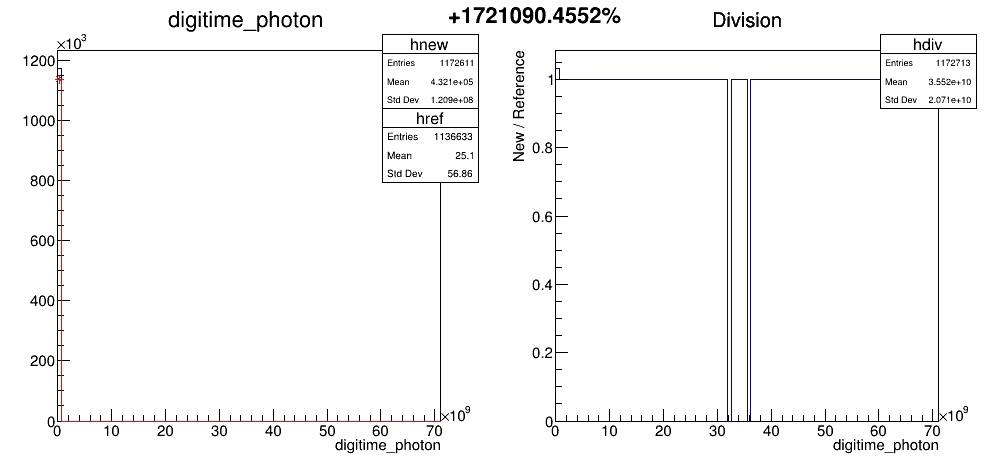 +1721090.4552%
digitime_photon
×10³
hnew
Entries 1172611
Mean 4.321e+05
Std Dev 1.209e+08
href
Entries 1136633
Mean 25.1
Std Dev 56.86
1200
1000
800
600
400
200
0
0 10 20 30 40 50 60 70
×10⁹
digitime_photon
Division
hdiv
Entries 1172713
Mean 3.552e+10
Std Dev 2.071e+10
New / Reference
1
0.8
0.6
0.4
0.2
0
0 10 20 30 40 50 60 70
×10⁹
digitime_photon